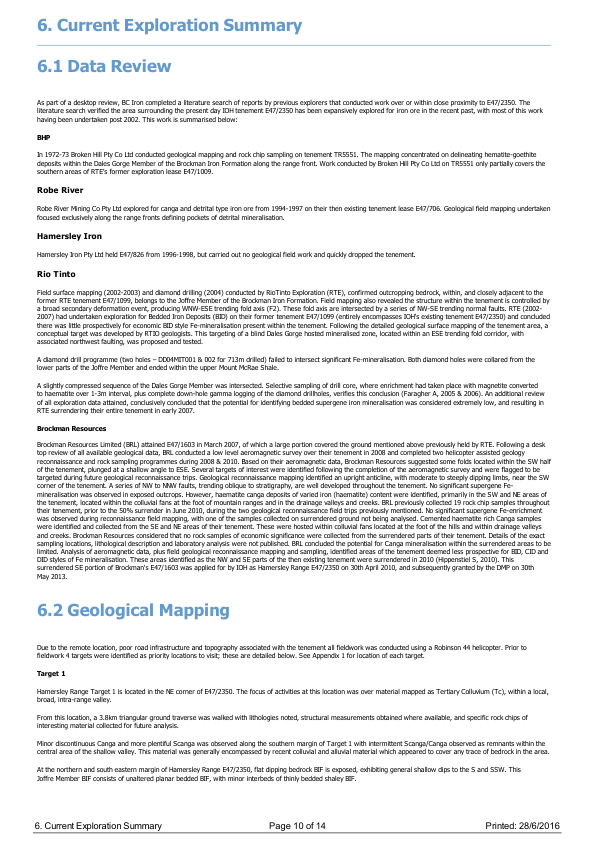 6. Current Exploration Summary
6.1 Data Review
As part of a desktop review, BC Iron completed a literature search of reports by previous explorers that conducted work over or within close proximity to E47/2350. The
literature search verified the area surrounding the present day IOH tenement E47/2350 has been expansively explored for iron ore in the recent past, with most of this work
having been undertaken post 2002. This work is summarised below:
BHP
In 1972-73 Broken Hill Pty Co Ltd conducted geological mapping and rock chip sampling on tenement TR5551. The mapping concentrated on delineating hematite-goethite
deposits within the Dales Gorge Member of the Brockman Iron Formation along the range front. Work conducted by Broken Hill Pty Co Ltd on TR5551 only partially covers the
southern areas of RTE's former exploration lease E47/1009.
Robe River
Robe River Mining Co Pty Ltd explored for canga and detrital type iron ore from 1994-1997 on their then existing tenement lease E47/706. Geological field mapping undertaken
focused exclusively along the range fronts defining pockets of detrital mineralisation.
Hamersley Iron
Hamersley Iron Pty Ltd held E47/826 from 1996-1998, but carried out no geological field work and quickly dropped the tenement.
Rio Tinto
Field surface mapping (2002-2003) and diamond drilling (2004) conducted by RioTinto Exploration (RTE), confirmed outcropping bedrock, within, and closely adjacent to the
former RTE tenement E47/1099, belongs to the Joffre Member of the Brockman Iron Formation. Field mapping also revealed the structure within the tenement is controlled by
a broad secondary deformation event, producing WNW-ESE trending fold axis (F2). These fold axis are intersected by a series of NW-SE trending normal faults. RTE (2002-
2007) had undertaken exploration for Bedded Iron Deposits (BID) on their former tenement E47/1099 (entirely encompasses IOH's existing tenement E47/2350) and concluded
there was little prospectively for economic BID style Fe-mineralisation present within the tenement. Following the detailed geological surface mapping of the tenement area, a
conceptual target was developed by RTIO geologists. This targeting of a blind Dales Gorge hosted mineralised zone, located within an ESE trending fold corridor, with
associated northwest faulting, was proposed and tested.
A diamond drill programme (two holes – DD04MIT001 & 002 for 713m drilled) failed to intersect significant Fe-mineralisation. Both diamond holes were collared from the
lower parts of the Joffre Member and ended within the upper Mount McRae Shale.
A slightly compressed sequence of the Dales Gorge Member was intersected. Selective sampling of drill core, where enrichment had taken place with magnetite converted
to haematite over 1-3m interval, plus complete down-hole gamma logging of the diamond drillholes, verifies this conclusion (Faragher A, 2005 & 2006). An additional review
of all exploration data attained, conclusively concluded that the potential for identifying bedded supergene iron mineralisation was considered extremely low, and resulting in
RTE surrendering their entire tenement in early 2007.
Brockman Resources
Brockman Resources Limited (BRL) attained E47/1603 in March 2007, of which a large portion covered the ground mentioned above previously held by RTE. Following a desk
top review of all available geological data, BRL conducted a low level aeromagnetic survey over their tenement in 2008 and completed two helicopter assisted geology
reconnaissance and rock sampling programmes during 2008 & 2010. Based on their aeromagnetic data, Brockman Resources suggested some folds located within the SW half
of the tenement, plunged at a shallow angle to ESE. Several targets of interest were identified following the completion of the aeromagnetic survey and were flagged to be
targeted during future geological reconnaissance trips. Geological reconnaissance mapping identified an upright anticline, with moderate to steeply dipping limbs, near the SW
corner of the tenement. A series of NW to NNW faults, trending oblique to stratigraphy, are well developed throughout the tenement. No significant supergene Fe-
mineralisation was observed in exposed outcrops. However, haematite canga deposits of varied iron (haematite) content were identified, primarily in the SW and NE areas of
the tenement, located within the colluvial fans at the foot of mountain ranges and in the drainage valleys and creeks. BRL previously collected 19 rock chip samples throughout
their tenement, prior to the 50% surrender in June 2010, during the two geological reconnaissance field trips previously mentioned. No significant supergene Fe-enrichment
was observed during reconnaissance field mapping, with one of the samples collected on surrendered ground not being analysed. Cemented haematite rich Canga samples
were identified and collected from the SE and NE areas of their tenement. These were hosted within colluvial fans located at the foot of the hills and within drainage valleys
and creeks. Brockman Resources considered that no rock samples of economic significance were collected from the surrendered parts of their tenement. Details of the exact
sampling locations, lithological description and laboratory analysis were not published. BRL concluded the potential for Canga mineralisation within the surrendered areas to be
limited. Analysis of aeromagnetic data, plus field geological reconnaissance mapping and sampling, identified areas of the tenement deemed less prospective for BID, CID and
DID styles of Fe mineralisation. These areas identified as the NW and SE parts of the then existing tenement were surrendered in 2010 (Hippenstiel S, 2010). This
surrendered SE portion of Brockman's E47/1603 was applied for by IOH as Hamersley Range E47/2350 on 30th April 2010, and subsequently granted by the DMP on 30th
May 2013.
6.2 Geological Mapping
Due to the remote location, poor road infrastructure and topography associated with the tenement all fieldwork was conducted using a Robinson 44 helicopter. Prior to
fieldwork 4 targets were identified as priority locations to visit; these are detailed below. See Appendix 1 for location of each target.
Target 1
Hamersley Range Target 1 is located in the NE corner of E47/2350. The focus of activities at this location was over material mapped as Tertiary Colluvium (Tc), within a local,
broad, intra-range valley.
From this location, a 3.8km triangular ground traverse was walked with lithologies noted, structural measurements obtained where available, and specific rock chips of
interesting material collected for future analysis.
Minor discontinuous Canga and more plentiful Scanga was observed along the southern margin of Target 1 with intermittent Scanga/Canga observed as remnants within the
central area of the shallow valley. This material was generally encompassed by recent colluvial and alluvial material which appeared to cover any trace of bedrock in the area.
At the northern and south eastern margin of Hamersley Range E47/2350, flat dipping bedrock BIF is exposed, exhibiting general shallow dips to the S and SSW. This
Joffre Member BIF consists of unaltered planar bedded BIF, with minor interbeds of thinly bedded shaley BIF.
6. Current Exploration Summary
Page 10 of 14
Printed: 28/6/2016